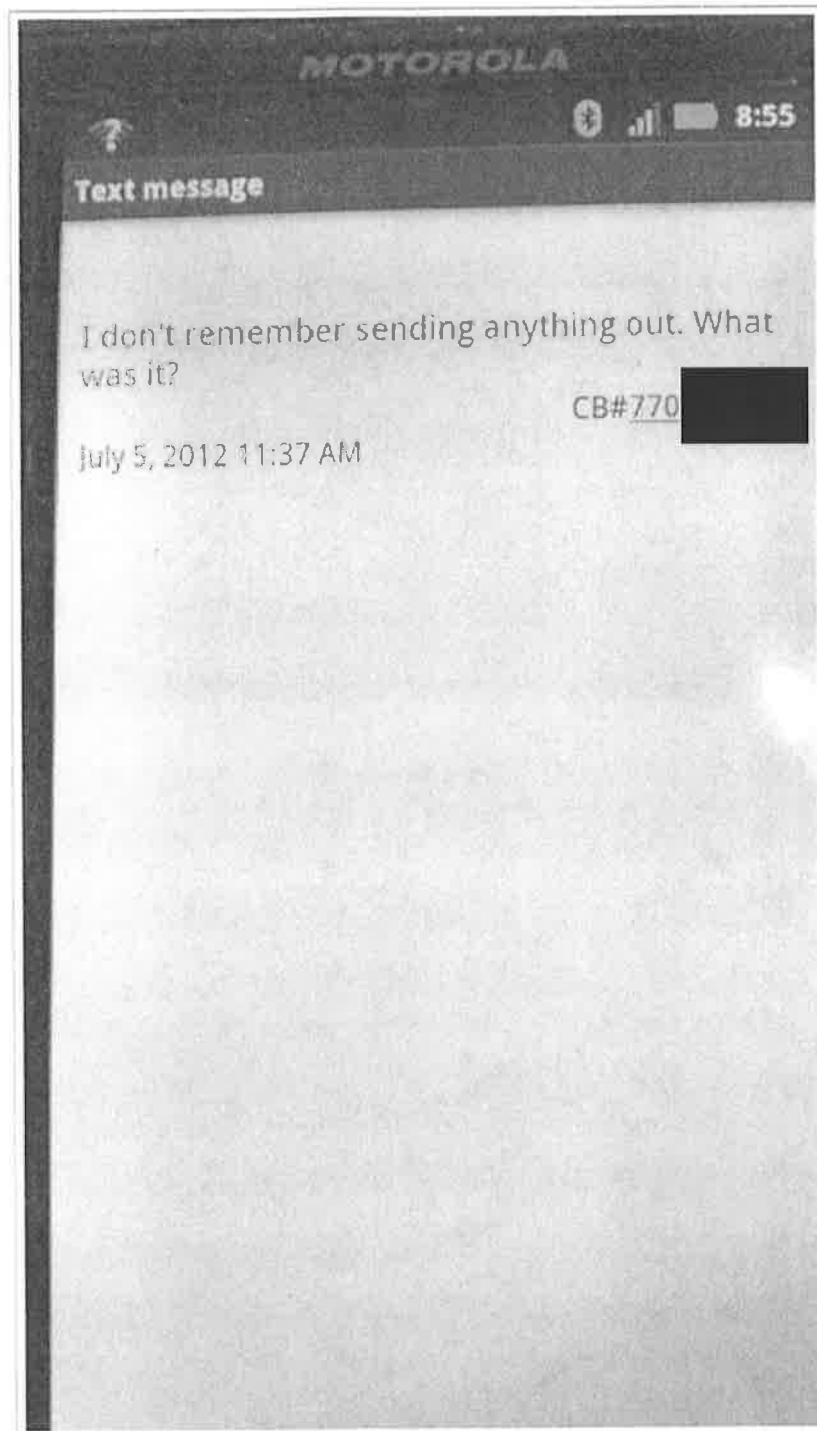 MOTOROLA
8:55
Text message
I don't remember sending anything out. What
was it?
CB#770
July 5, 2012 11:37 AM